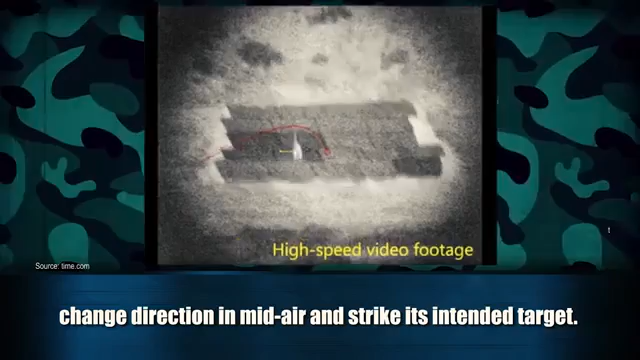 High-speed video footage
Source: time.com
change direction in mid-air and strike its intended target.